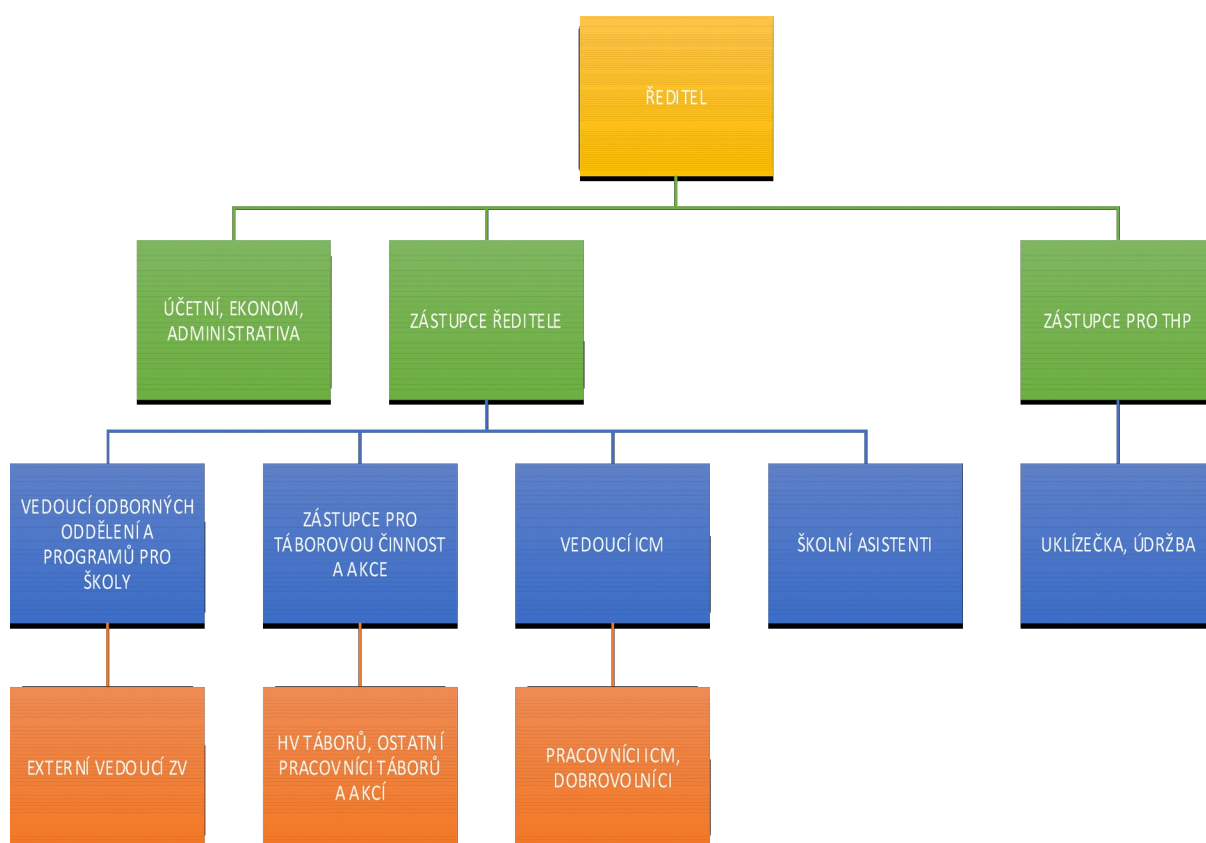 ŘEDITEL
ÚČETNÍ, EKONOM,
ADMINISTRATIVA
ZÁSTUPCE ŘEDITELE
ZÁSTUPCE PRO THP
VEDOUCÍ ODBORNÝCH
ODDĚLENÍ A
PROGRAMŮ PRO
ŠKOLY
ZÁSTUPCE PRO
TÁBOROVOU ČINNOST
A AKCE
VEDOUCÍ ICM
ŠKOLNÍ ASISTENTI
UKLÍZEČKA, ÚDRŽBA
EXTERNÍ VEDOUCÍ ZV
HV TÁBORŮ, OSTATNÍ
PRACOVNÍCI TÁBORŮ
A AKCÍ
PRACOVNÍCI ICM,
DOBROVOLNÍCI